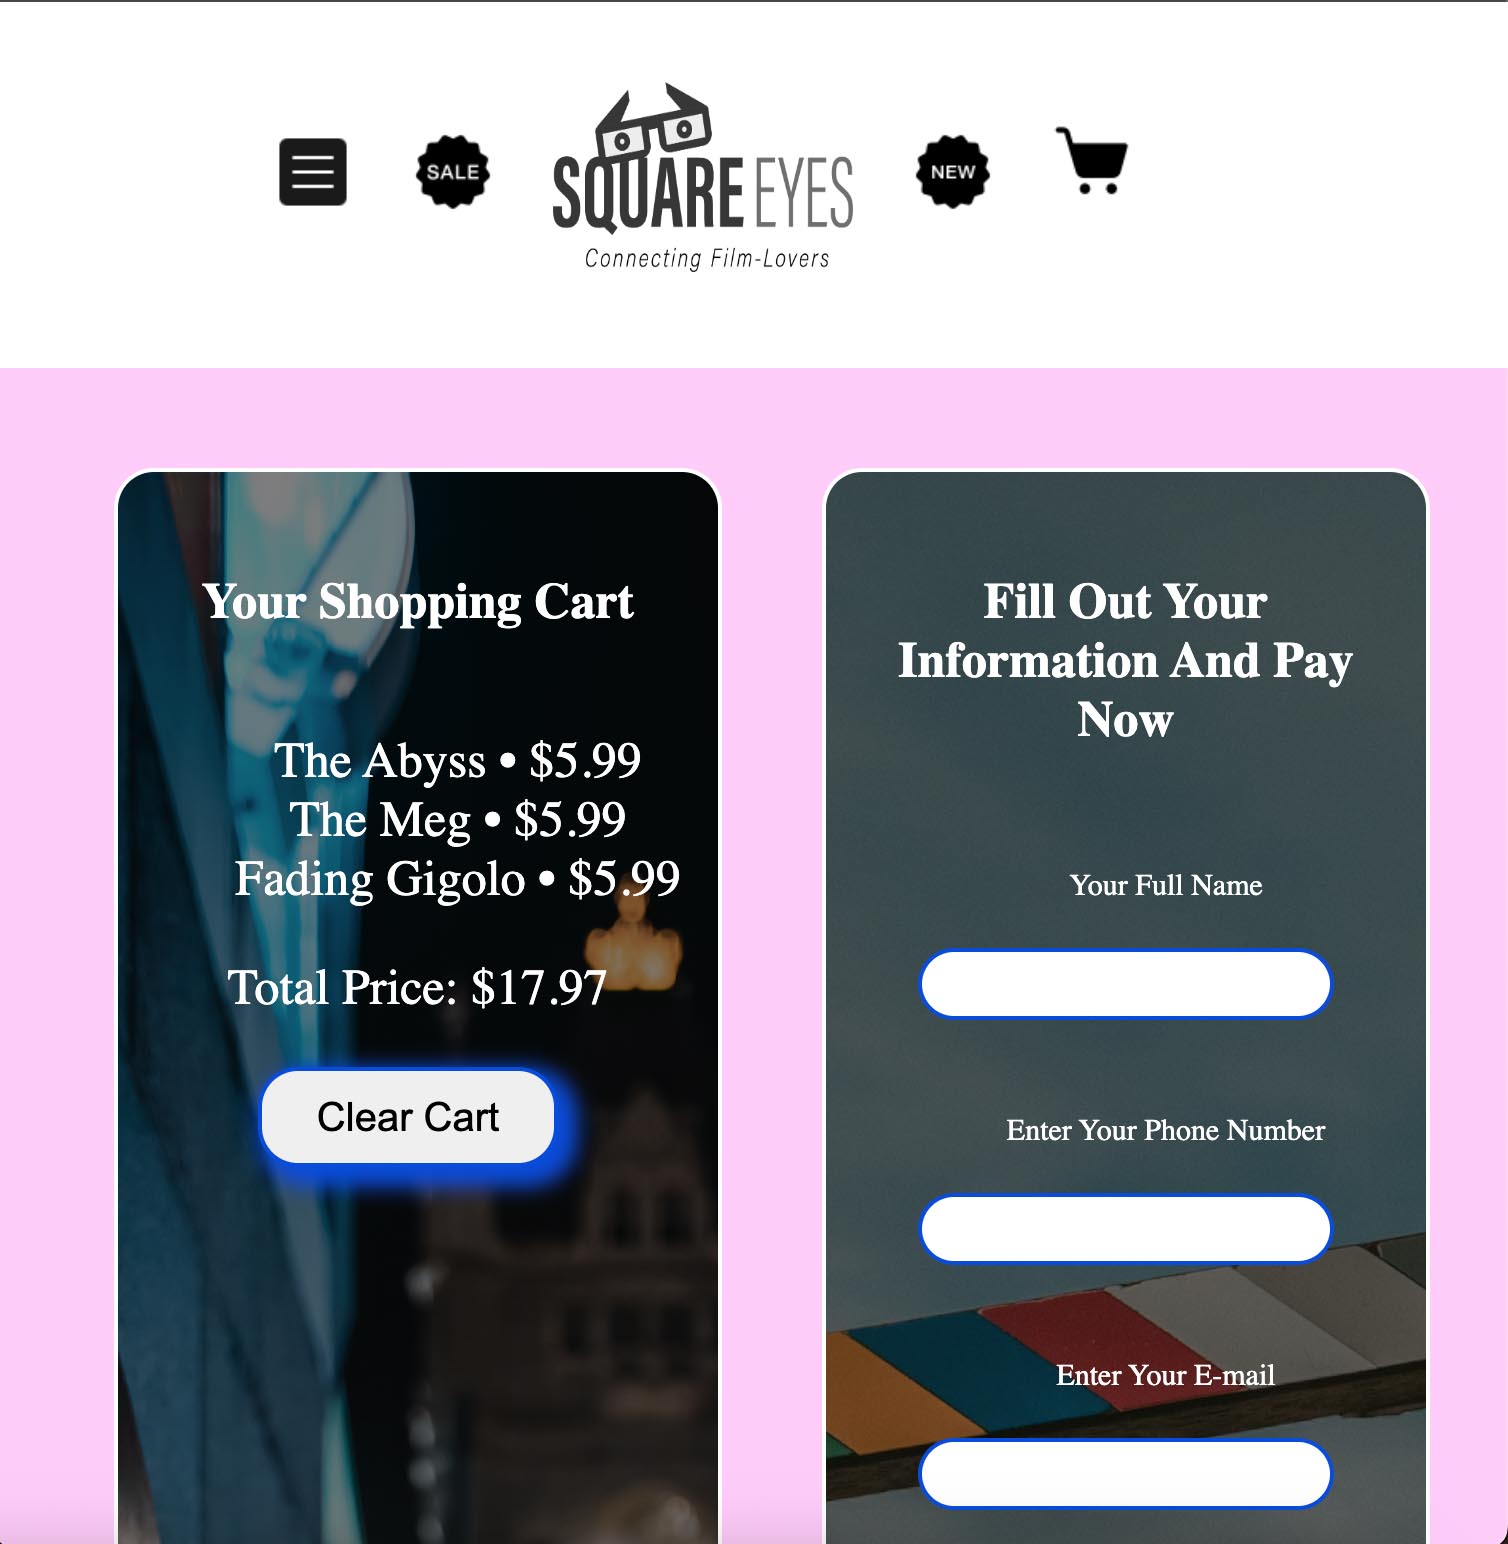 SALE
SQUARE EYES
Connecting Film-Lovers
NEW
Your Shopping Cart
The Abyss • $5.99
The Meg • $5.99
Fading Gigolo • $5.99
Total Price: $17.97
Clear Cart
Fill Out Your
Information And Pay
Now
Your Full Name
Enter Your Phone Number
Enter Your E-mail